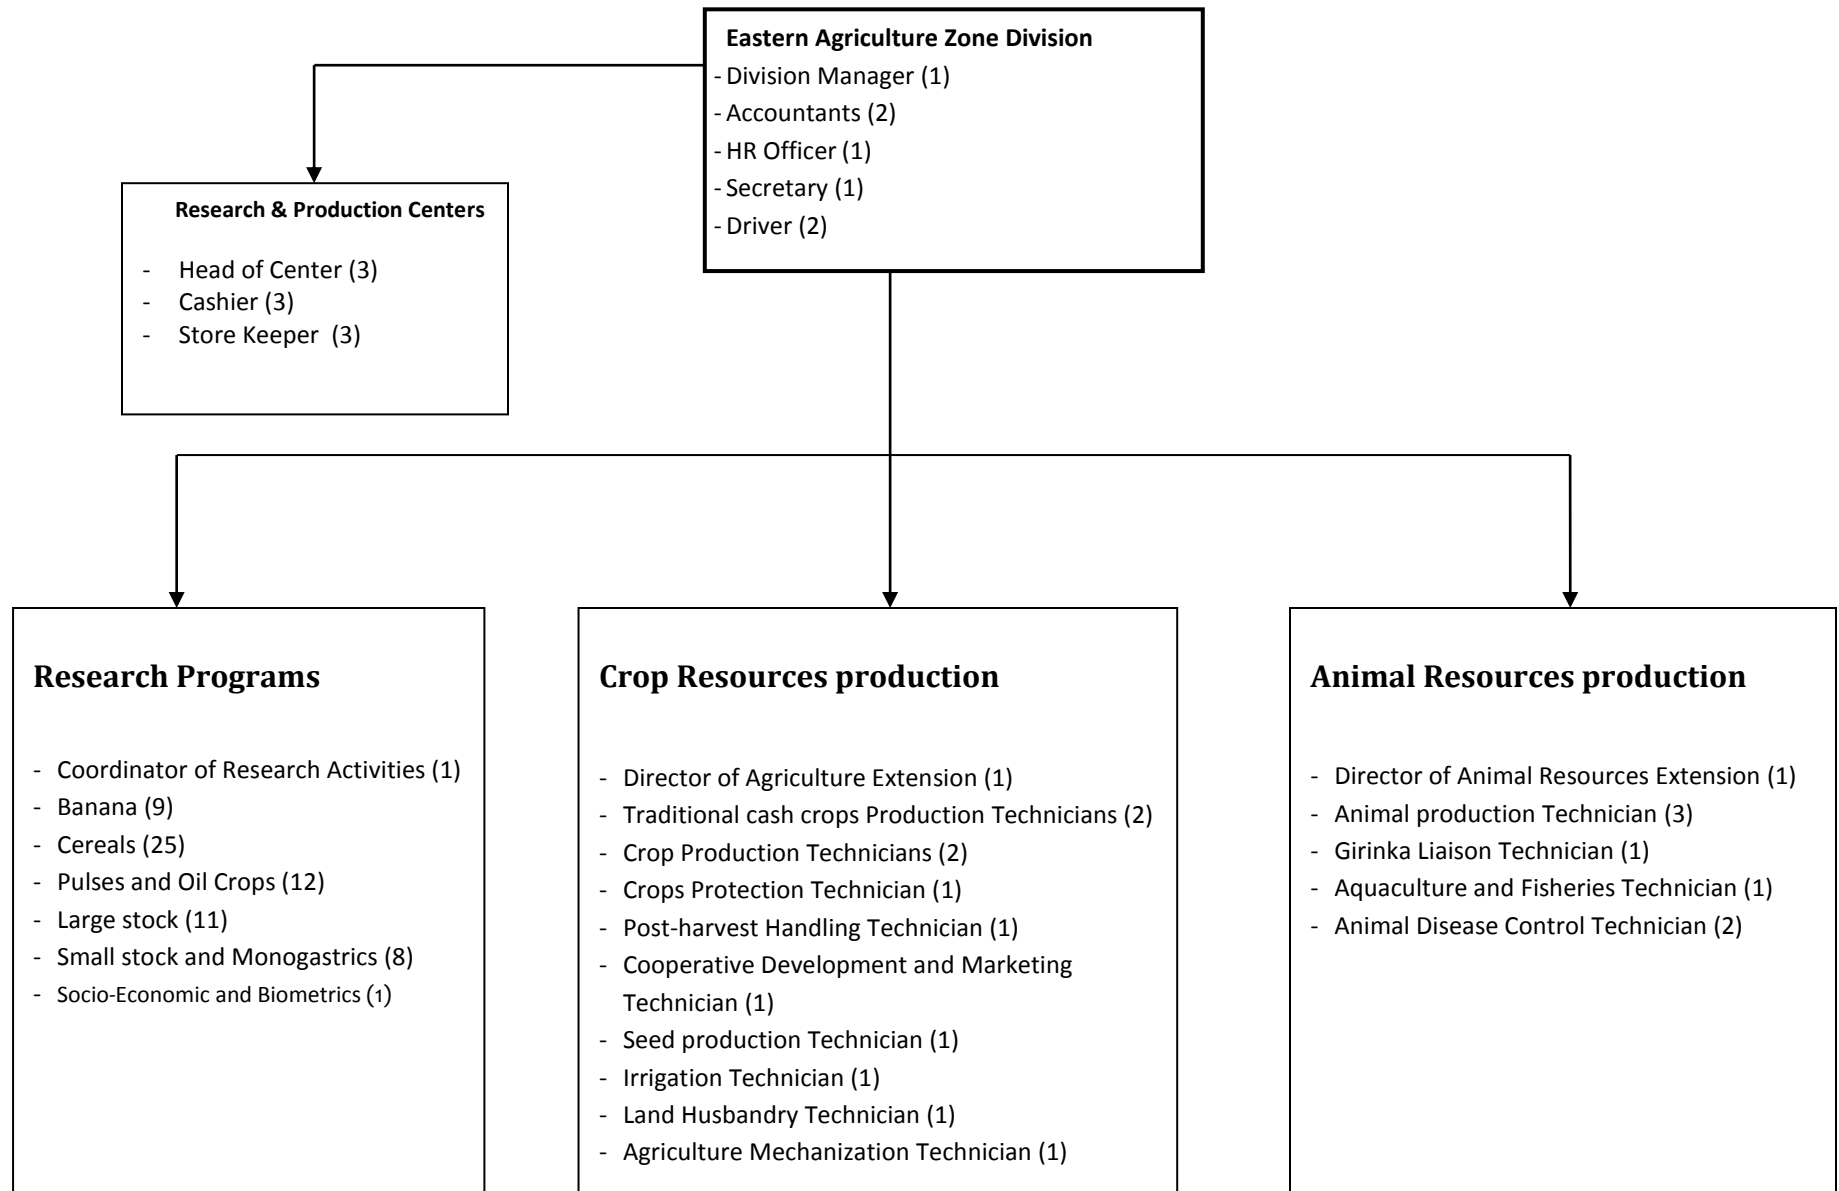 Eastern Agriculture Zone Division
- Division Manager (1)
- Accountants (2)
- HR Officer (1)
- Secretary (1)
- Driver (2)
Research & Production Centers
- Head of Center (3)
- Cashier (3)
- Store Keeper (3)
Research Programs
- Coordinator of Research Activities (1)
- Banana (9)
- Cereals (25)
- Pulses and Oil Crops (12)
- Large stock (11)
- Small stock and Monogastrics (8)
- Socio-Economic and Biometrics (1)
Crop Resources production
- Director of Agriculture Extension (1)
- Traditional cash crops Production Technicians (2)
- Crop Production Technicians (2)
- Crops Protection Technician (1)
- Post-harvest Handling Technician (1)
- Cooperative Development and Marketing
Technician (1)
- Seed production Technician (1)
- Irrigation Technician (1)
- Land Husbandry Technician (1)
- Agriculture Mechanization Technician (1)
Animal Resources production
- Director of Animal Resources Extension (1)
- Animal production Technician (3)
- Girinka Liaison Technician (1)
- Aquaculture and Fisheries Technician (1)
- Animal Disease Control Technician (2)